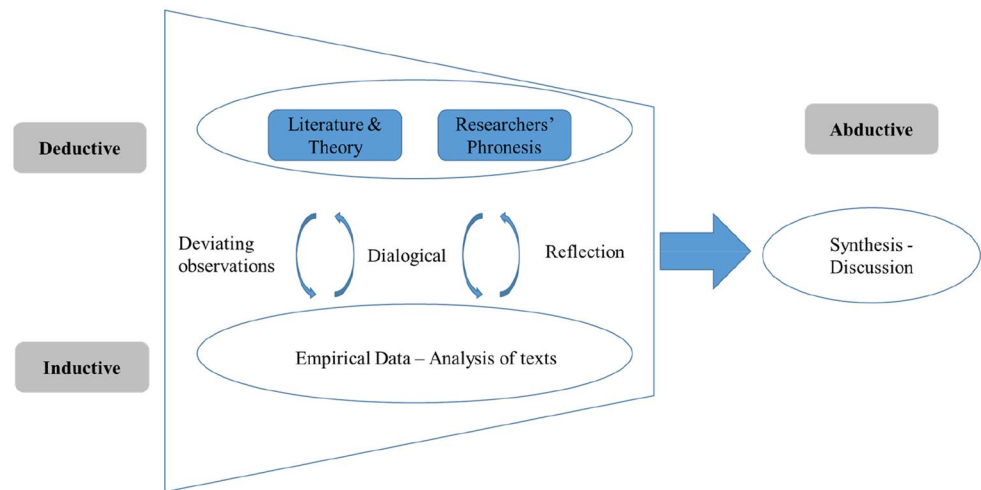 Deductive
Literature &
Theory
Researchers’
Phronesis
Abductive
Deviating
observations
Dialogical
Reflection
Synthesis -
Discussion
Inductive
Empirical Data – Analysis of texts